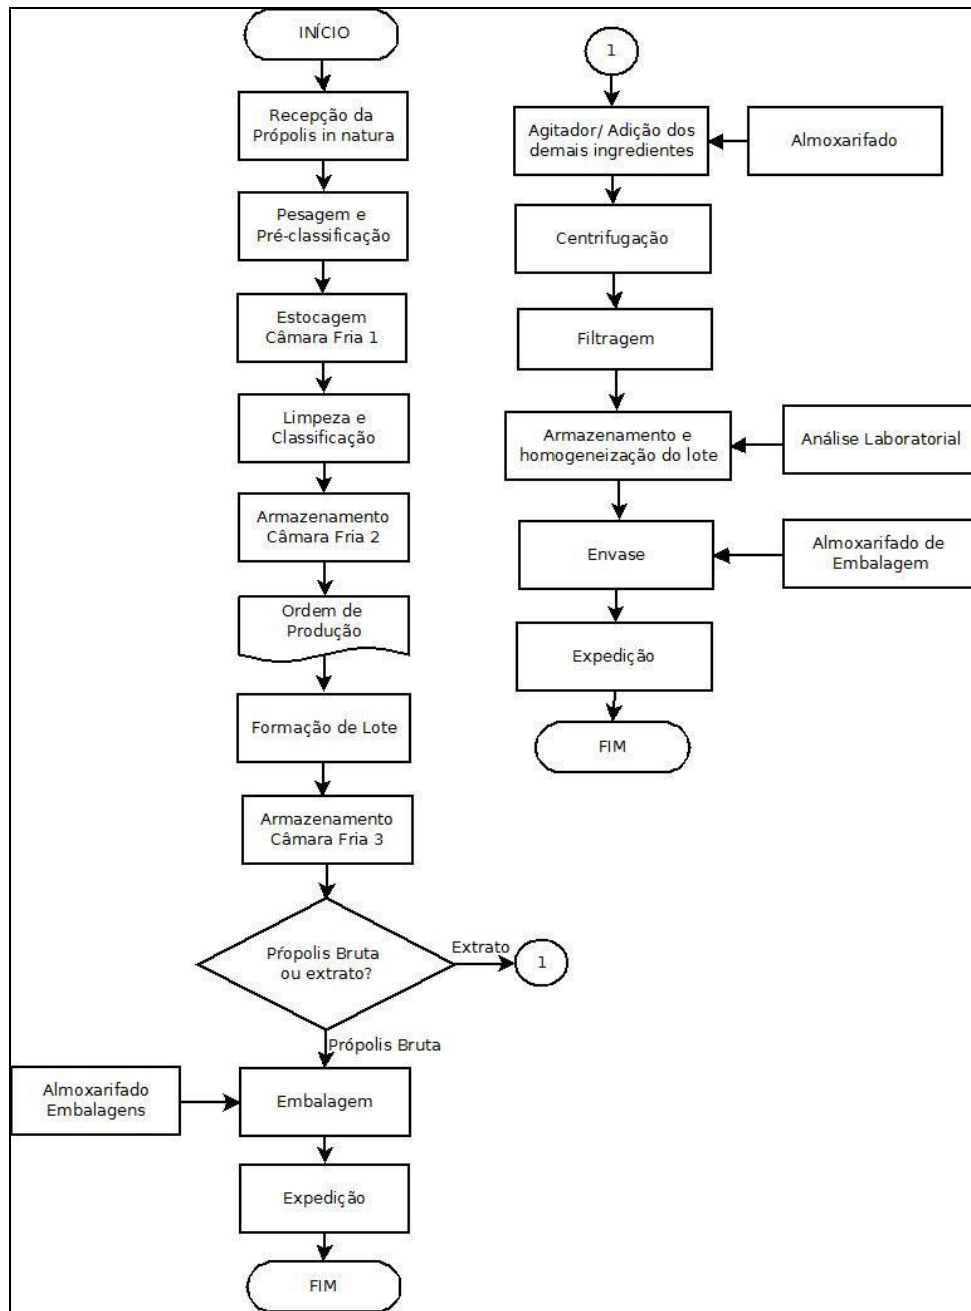 INÍCIO
Recepção da
Própolis in natura
Pesagem e
Pré-classificação
Estocagem
Câmara Fria 1
Limpeza e
Classificação
Armazenamento
Câmara Fria 2
Ordem de
Produção
Formação de Lote
Armazenamento
Câmara Fria 3
Pŕopolis Bruta
ou extrato?
Extrato
1
Própolis Bruta
Almoxarifado
Embalagens
Embalagem
Expedição
FIM
1
Agitador/ Adição dos
demais ingredientes
Almoxarifado
Centrifugação
Filtragem
Armazenamento e
homogeneização do lote
Análise Laboratorial
Envase
Almoxarifado de
Embalagem
Expedição
FIM